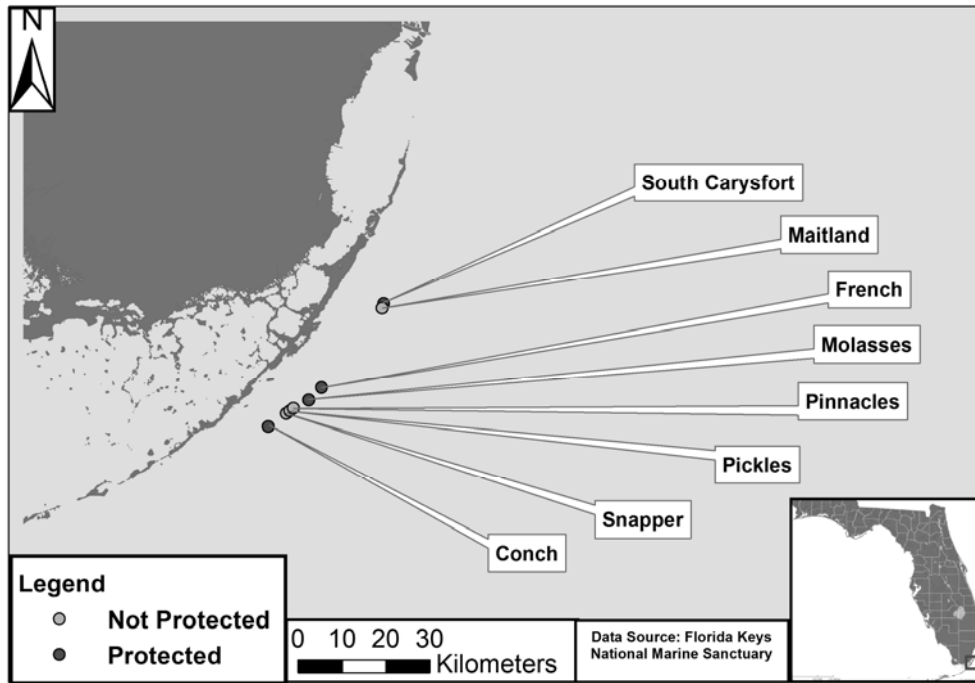 N
South Carysfort
Maitland
French
Molasses
Pinnacles
Pickles
Snapper
Conch
Legend
Not Protected
Protected
0 10 20 30
Kilometers
Data Source: Florida Keys
National Marine Sanctuary